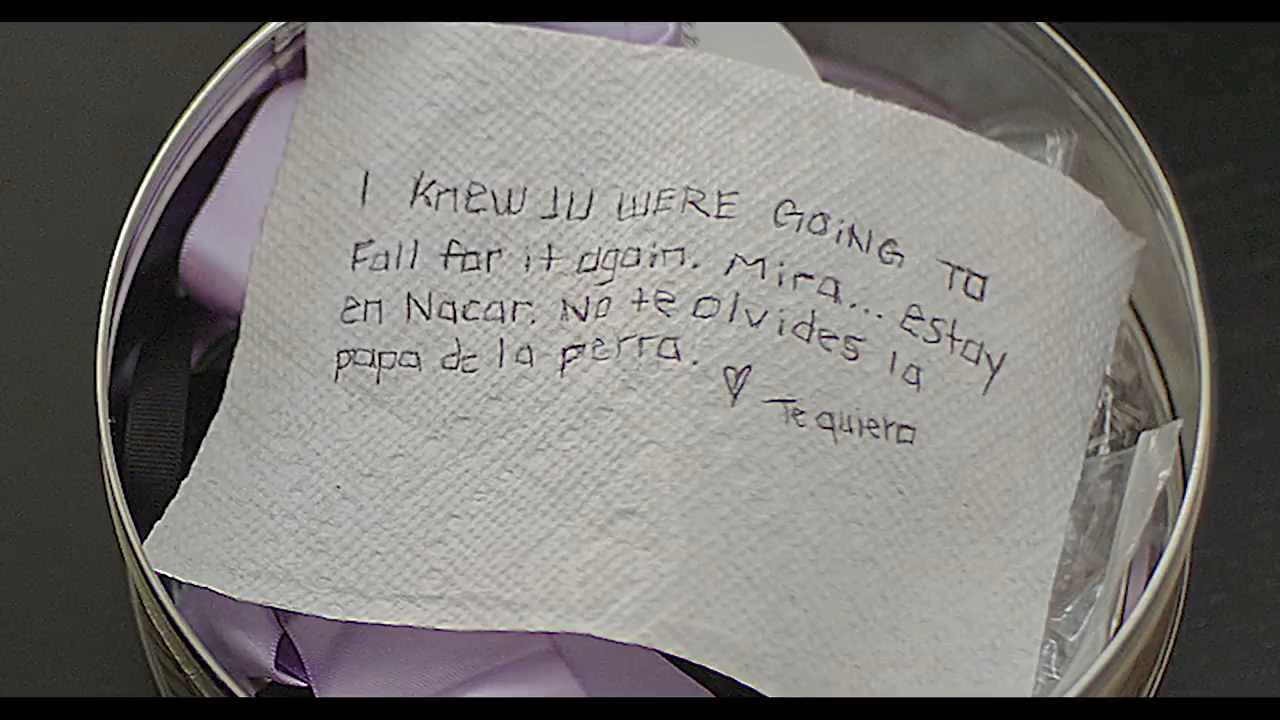 I KNEW JU WERE GOING TO
Fall for it again. Mira... estay
en Nacar. No te olvides la
papa de la perra.
♡ Te quiero